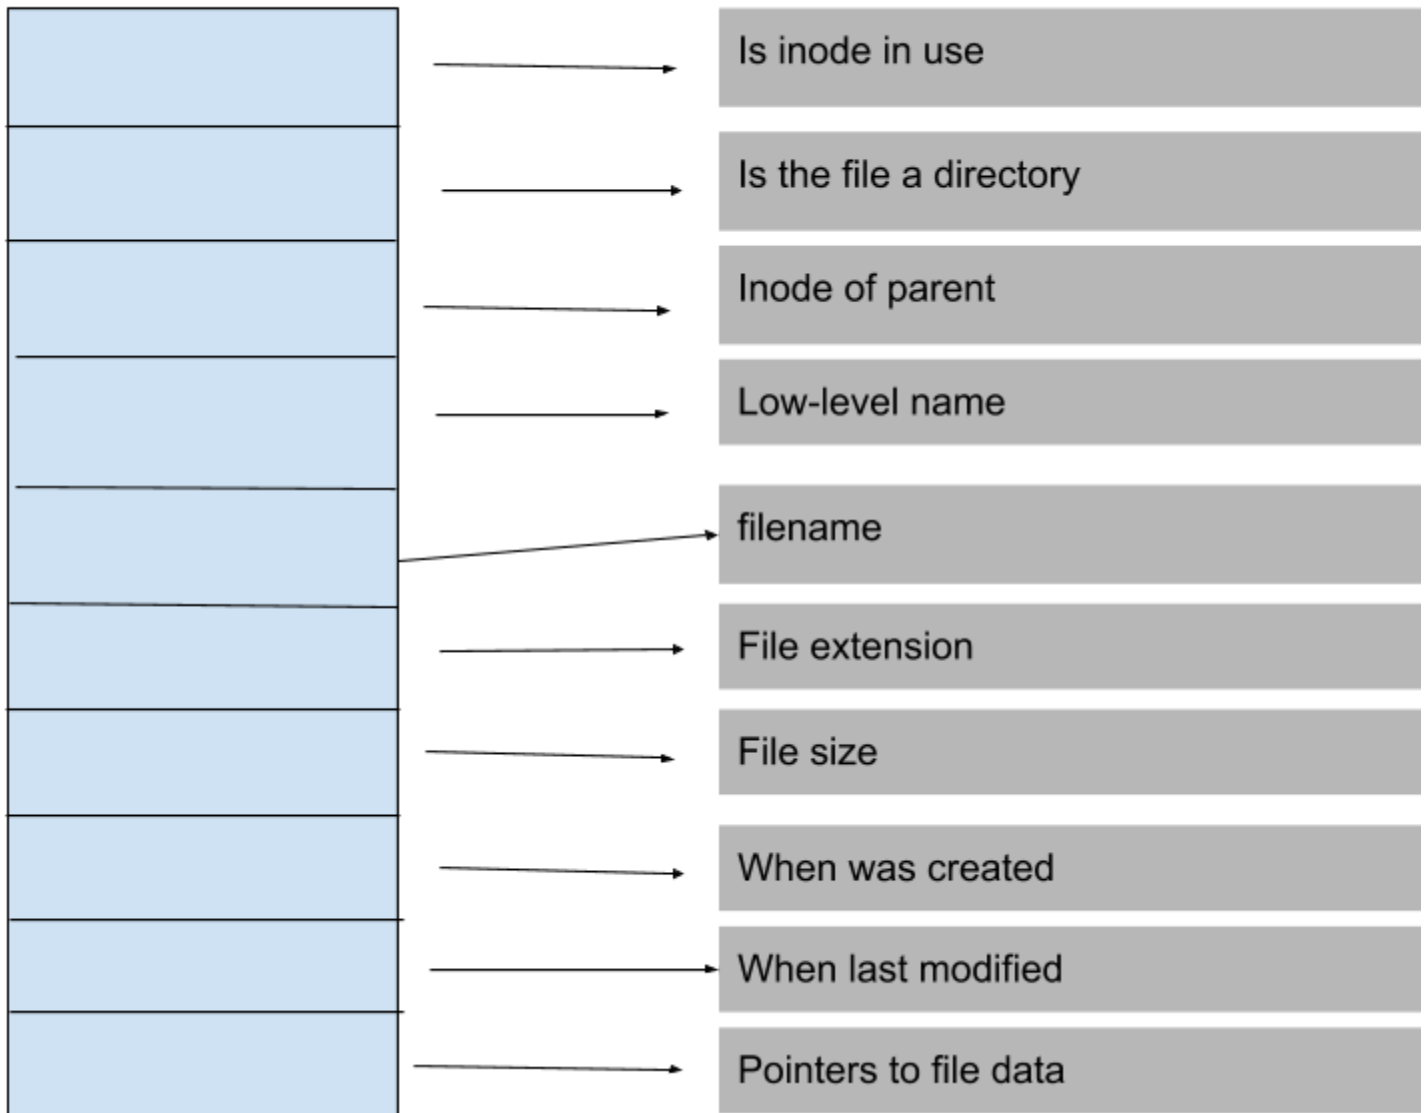 Is inode in use
Is the file a directory
Inode of parent
Low-level name
filename
File extension
File size
When was created
When last modified
Pointers to file data